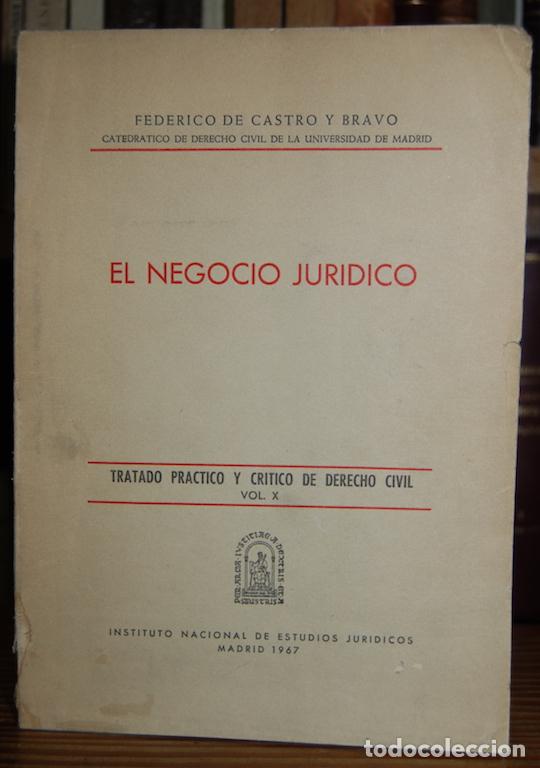 FEDERICO DE CASTRO Y BRAVO
CATEDRATICO DE DERECHO CIVIL DE LA UNIVERSIDAD DE MADRID
EL NEGOCIO JURIDICO
TRATADO PRACTICO Y CRITICO DE DERECHO CIVIL
VOL. X
INSTITUTO NACIONAL DE ESTUDIOS JURIDICOS
MADRID 1967
todocoleccion